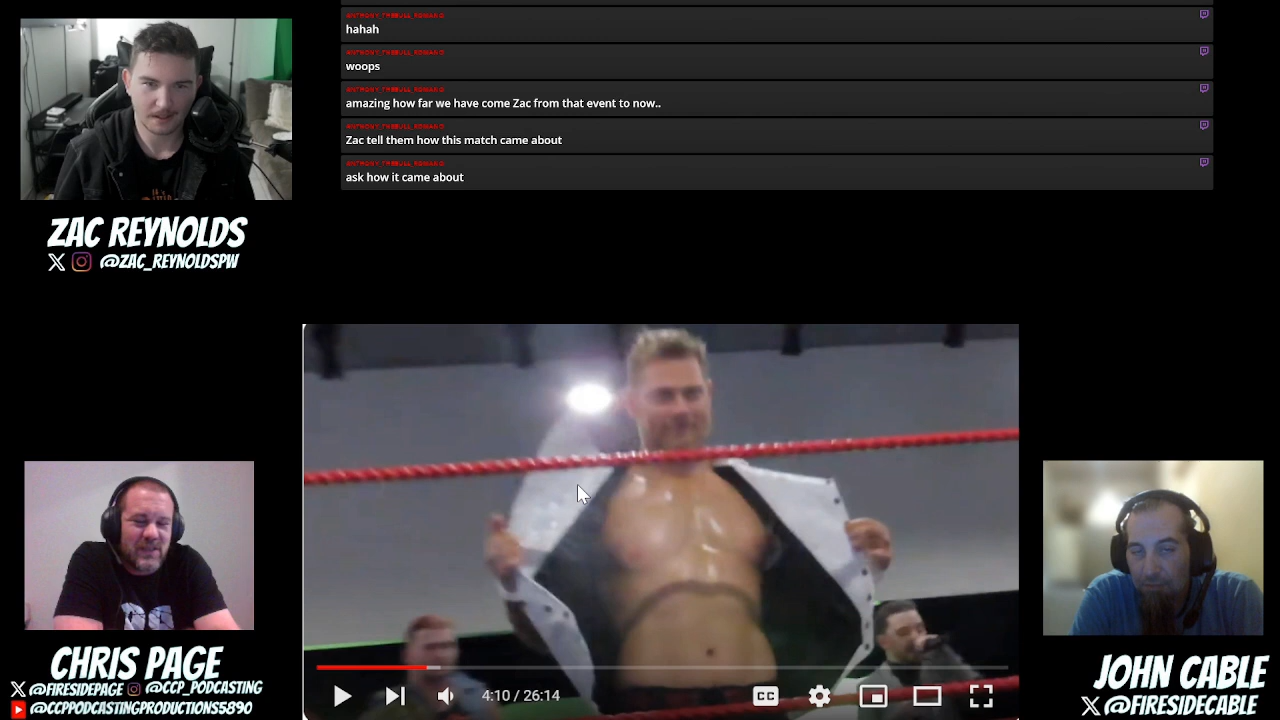 hahah
woops
amazing how far we have come Zac from that event to now..
Zac tell them how this match came about
ask how it came about
ZAC REYNOLDS
@ZAC_REYNOLDSPW
4:10 / 26:14
CC
CHRIS PAGE
@FIRESIDEPAGE @CCP_PODCASTING
@CCPPODCASTINGPRODUCTIONS5890
JOHN CABLE
@FIRESIDECABLE